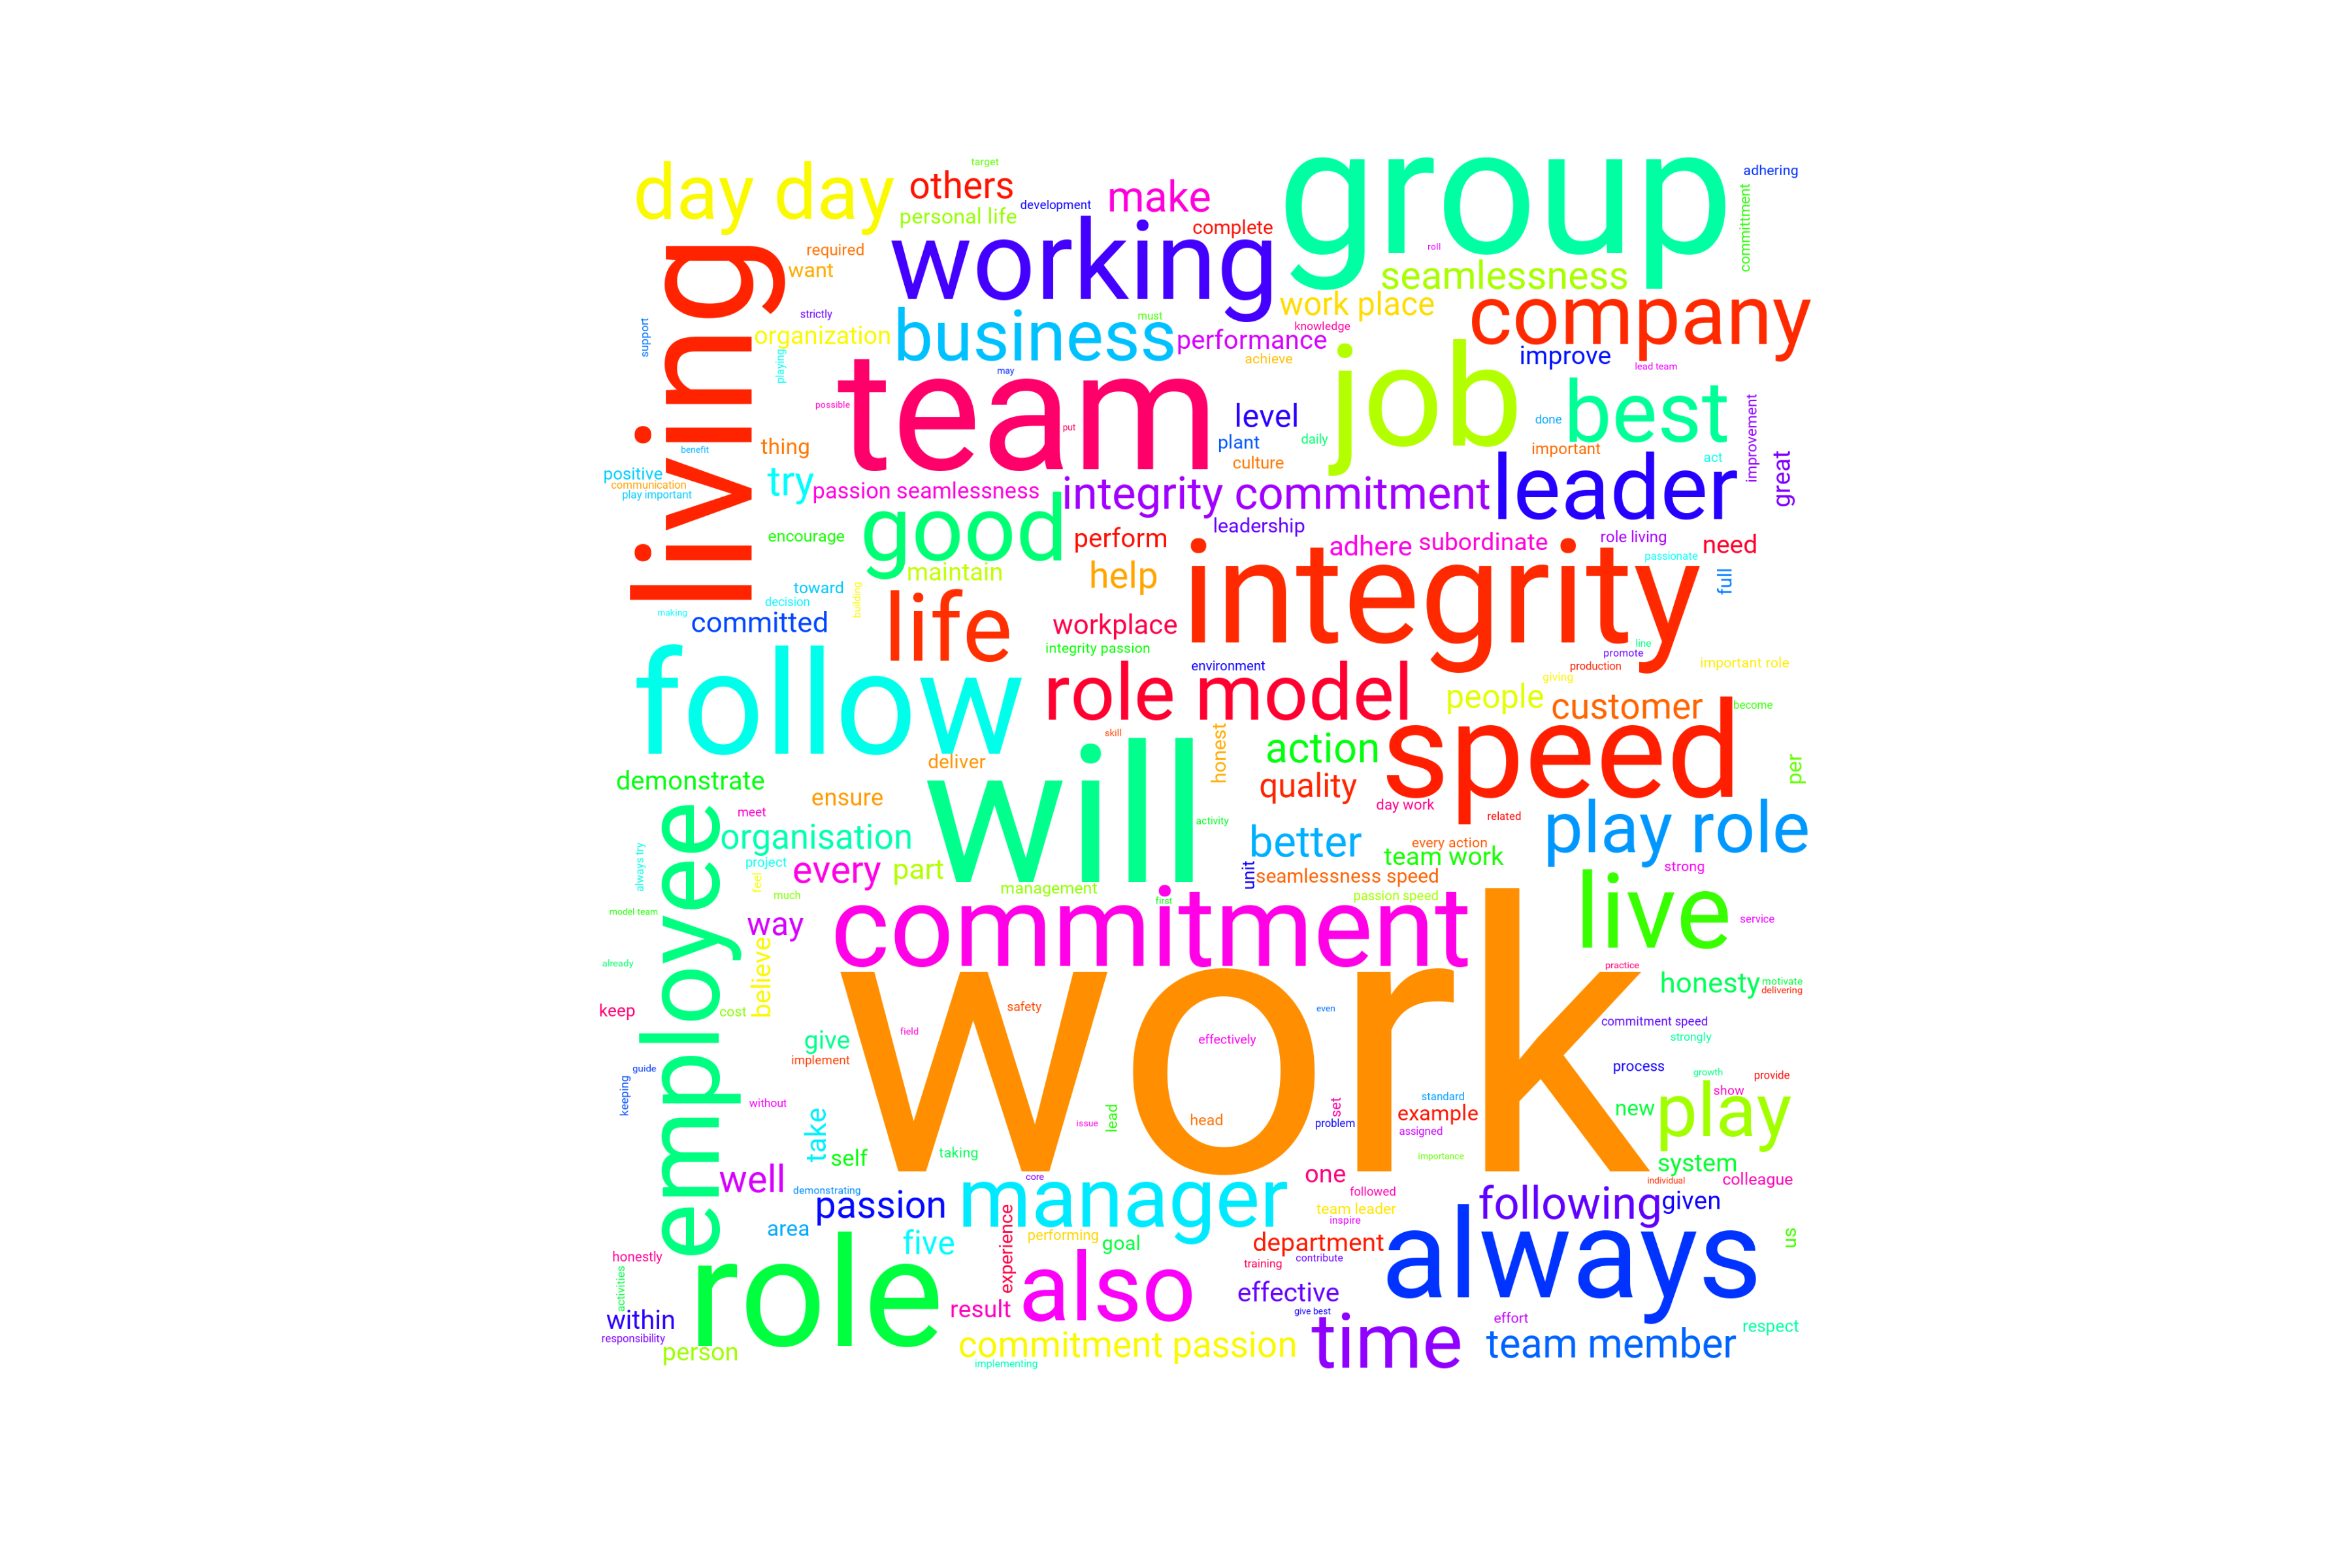 target
day day
others
make
group
adhering
personal life
development
committment
complete
working
roll
required
want
living
seamlessness
work place
company
strictly
must
support
organization
business
knowledge
performance
improve
playing
achieve
lead team
may
team
job
best
possible
level
put
done
improvement
plant
daily
thing
benefit
important
culture
act
positive
communication
play important
try
passion seamlessness
integrity commitment
leader
great
good
leadership
encourage
perform
adhere
subordinate
role living
need
passionate
maintain
help
integrity
full
toward
decision
building
making
committed
life
workplace
integrity passion
line
promote
environment
production
important role
follow
role model
giving
people
customer
become
speed
skill
honest
action
deliver
per
demonstrate
quality
ensure
will
day work
meet
related
employee
activity
play role
organisation
better
every action
team work
always try
project
every
part
unit
strong
seamlessness speed
feel
management
much
passion speed
first
live
model team
commitment
way
service
believe
already
practice
work
honesty
motivate
delivering
keep
cost
safety
even
commitment speed
field
effectively
strongly
give
implement
guide
process
growth
provide
keeping
show
play
without
standard
set
new
example
take
lead
head
issue
problem
assigned
self
taking
importance
system
well
one
core
individual
colleague
demonstrating
followed
passion
manager
following
given
team leader
inspire
area
experience
performing
always
us
five
goal
department
honestly
contribute
training
activities
role
also
effective
result
give best
within
time
effort
respect
responsibility
person
commitment passion
team member
implementing